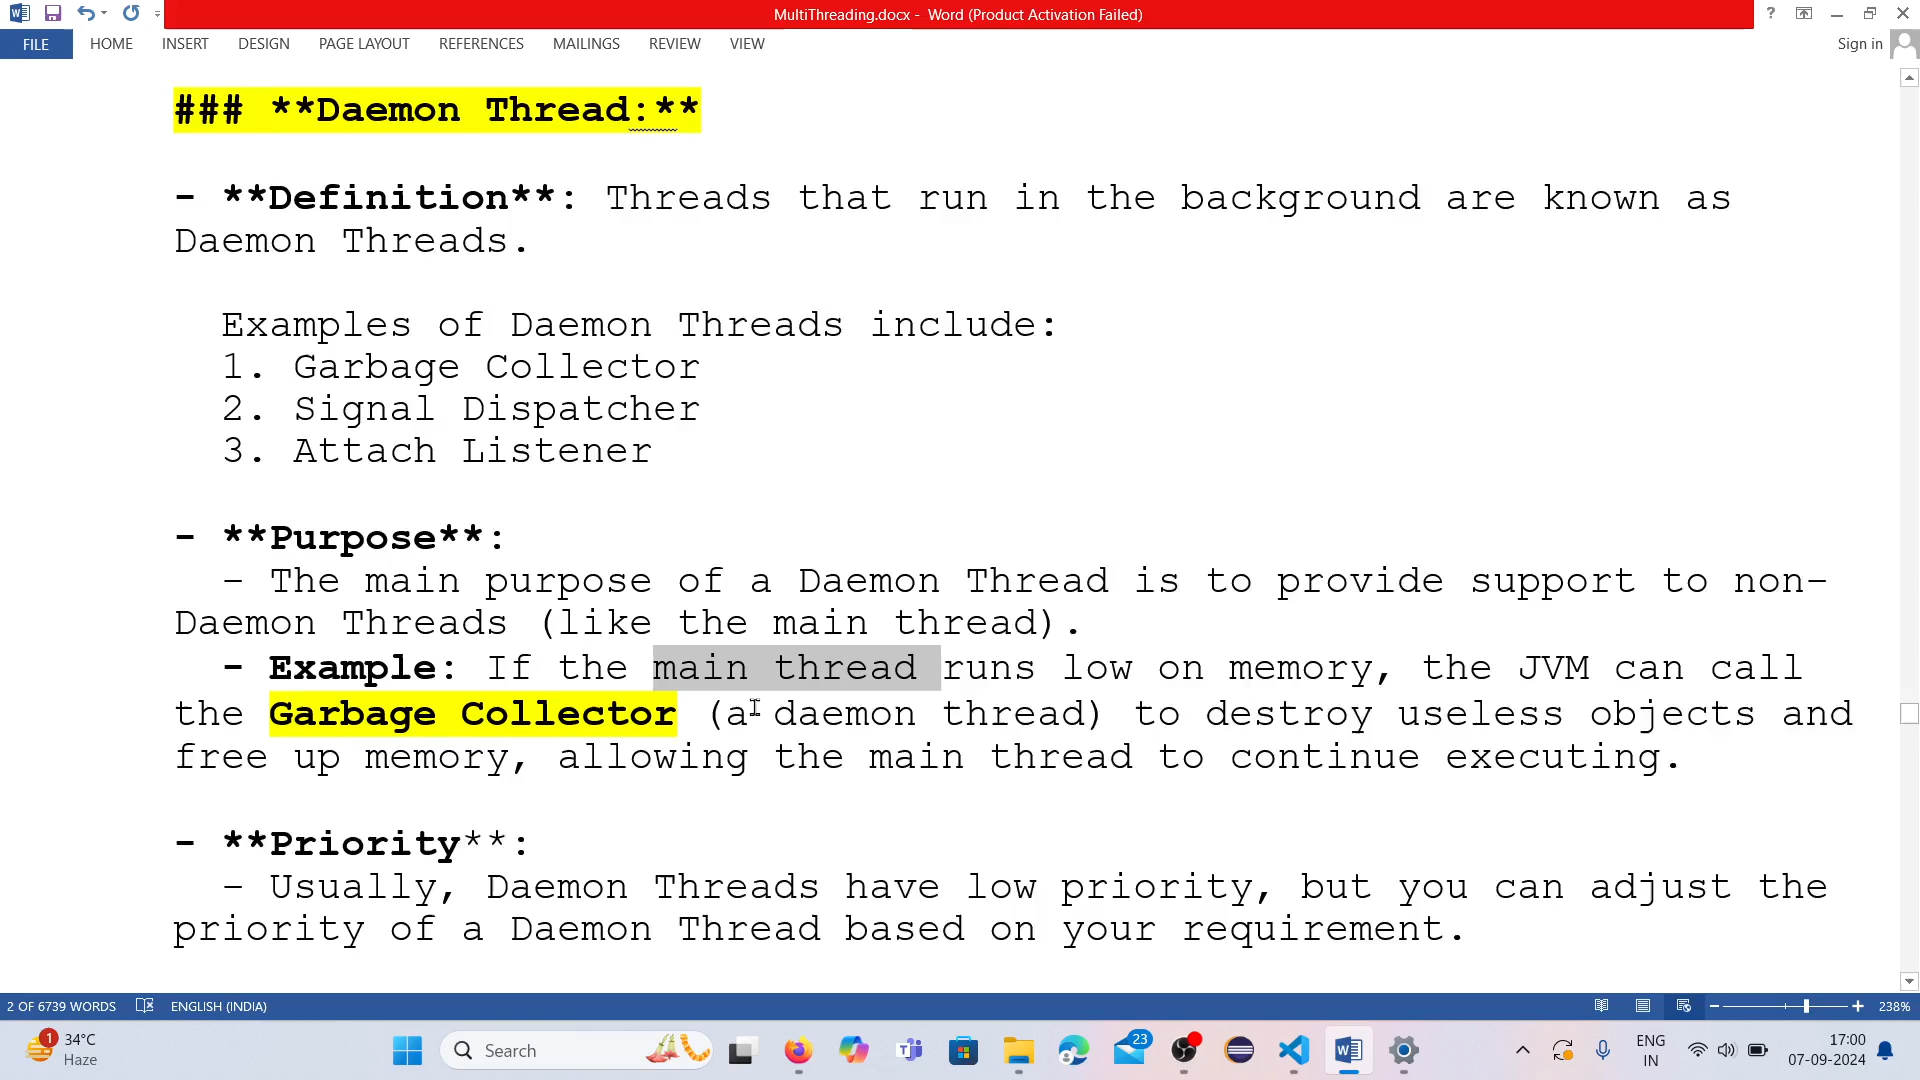 MultiThreading.docx - Word (Product Activation Failed)
?
FILE HOME INSERT DESIGN PAGE LAYOUT REFERENCES MAILINGS REVIEW VIEW Sign in
### **Daemon Thread:**
- **Definition**: Threads that run in the background are known as
Daemon Threads.
Examples of Daemon Threads include:
1. Garbage Collector
2. Signal Dispatcher
3. Attach Listener
- **Purpose**:
- The main purpose of a Daemon Thread is to provide support to non-
Daemon Threads (like the main thread).
- Example: If the main thread runs low on memory, the JVM can call
the Garbage Collector (a daemon thread) to destroy useless objects and
free up memory, allowing the main thread to continue executing.
- **Priority**:
- Usually, Daemon Threads have low priority, but you can adjust the
priority of a Daemon Thread based on your requirement.
2 OF 6739 WORDS ENGLISH (INDIA) 238%
1 34°C
Haze
Search
23
ENG
IN
17:00
07-09-2024